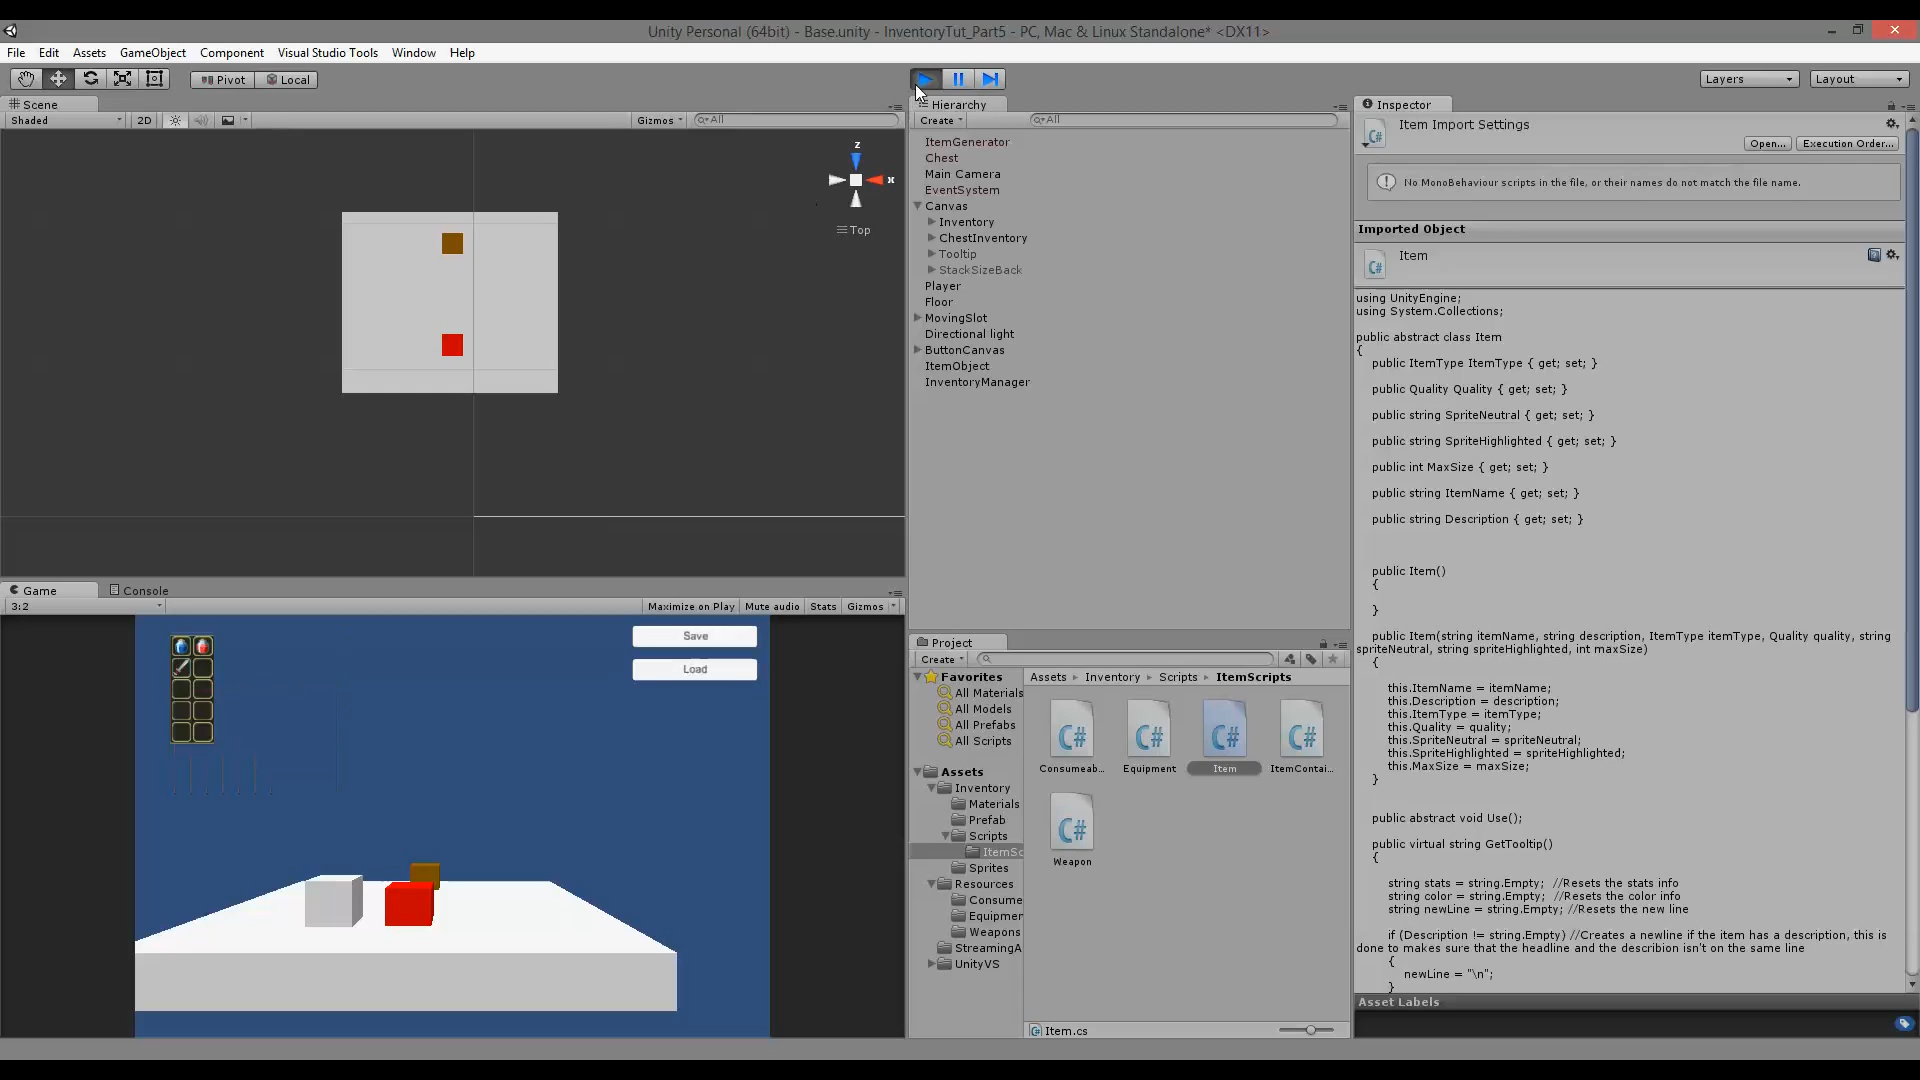 Unity Personal (64bit) - Base.unity - InventoryTut_Part5 - PC, Mac & Linux Standalone* <DX11>
File Edit Assets GameObject Component Visual Studio Tools Window Help
Pivot Local Layers Layout
Scene
Shaded 2D Gizmos All
z
x
Top
Hierarchy
Create All
ItemGenerator
Chest
Main Camera
EventSystem
Canvas
Inventory
ChestInventory
Tooltip
StackSizeBack
Player
Floor
MovingSlot
Directional light
ButtonCanvas
ItemObject
InventoryManager
Game Console
3:2 Maximize on Play Mute audio Stats Gizmos
Save
Load
Project
Create
Favorites
All Materials
All Models
All Prefabs
All Scripts
Assets
Inventory
Materials
Prefab
Scripts
ItemSc
Sprites
Resources
Consume
Equipmer
Weapons
StreamingA
UnityVS
Assets Inventory Scripts ItemScripts
Consumeab... Equipment Item ItemContai...
Weapon
Item.cs
Inspector
Item Import Settings
Open... Execution Order...
No MonoBehaviour scripts in the file, or their names do not match the file name.
Imported Object
Item
using UnityEngine;
using System.Collections;
public abstract class Item
{
public ItemType ItemType { get; set; }
public Quality Quality { get; set; }
public string SpriteNeutral { get; set; }
public string SpriteHighlighted { get; set; }
public int MaxSize { get; set; }
public string ItemName { get; set; }
public string Description { get; set; }
public Item()
{
}
public Item(string itemName, string description, ItemType itemType, Quality quality, string
spriteNeutral, string spriteHighlighted, int maxSize)
{
this.ItemName = itemName;
this.Description = description;
this.ItemType = itemType;
this.Quality = quality;
this.SpriteNeutral = spriteNeutral;
this.SpriteHighlighted = spriteHighlighted;
this.MaxSize = maxSize;
}
public abstract void Use();
public virtual string GetTooltip()
{
string stats = string.Empty; //Resets the stats info
string color = string.Empty; //Resets the color info
string newLine = string.Empty; //Resets the new line
if (Description != string.Empty) //Creates a newline if the item has a description, this is
done to makes sure that the headline and the describion isn't on the same line
{
newLine = "\n";
}
Asset Labels